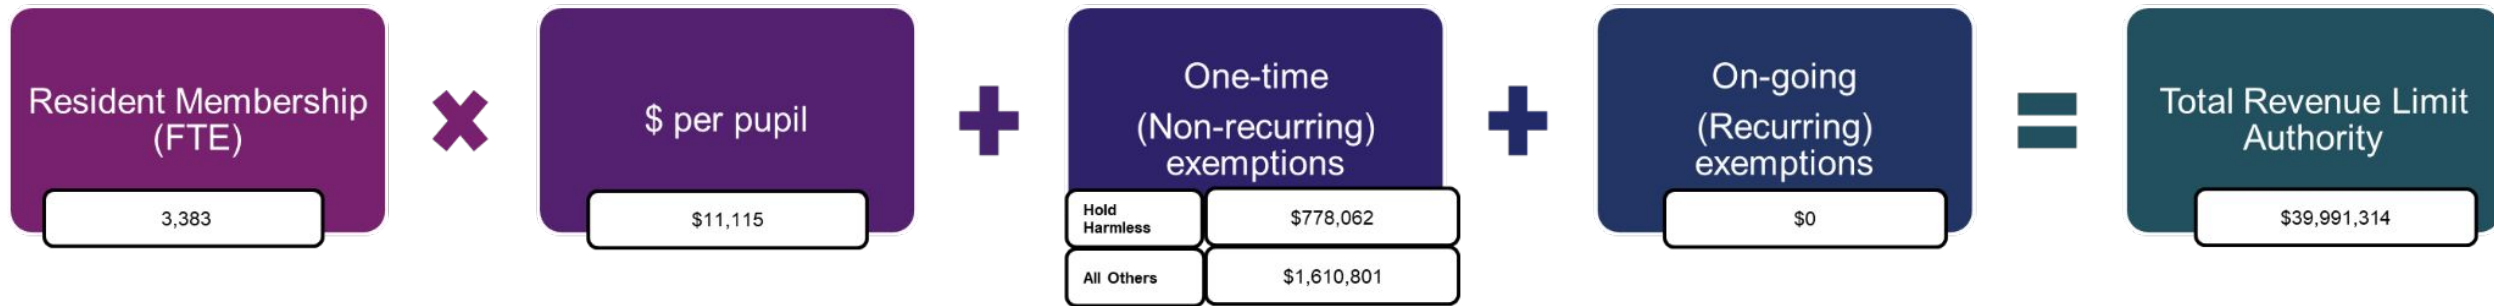 Resident Membership
(FTE)
3,383
$ per pupil
$11,115
One-time
(Non-recurring)
exemptions
Hold
Harmless
$778,062
All Others
$1,610,801
On-going
(Recurring)
exemptions
$0
Total Revenue Limit
Authority
$39,991,314